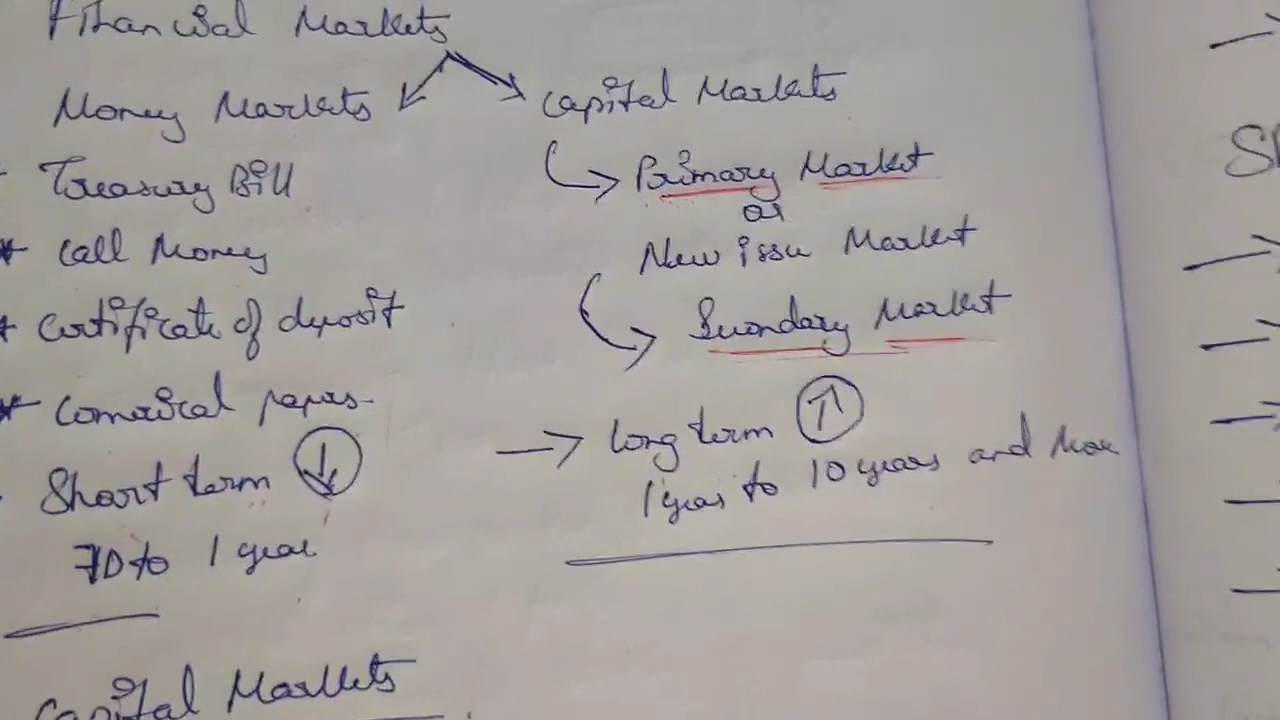 Financial Markets
Money Markets
Treasury Bill
* Call Money
* Certificate of deposit
* Comerical papers
Short term ↓
7D to 1 year
Capital Markets
→ Primary Market
or
New issu Market
→ Secondary Market
→ long term ↑
1 year to 10 years and More
Capital Markets